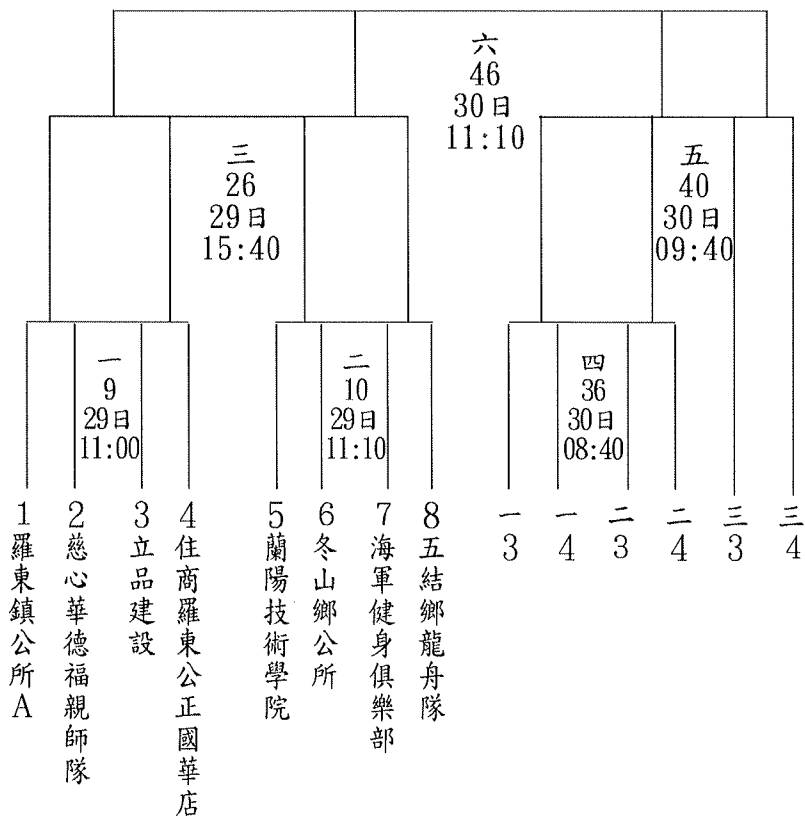 六
46
30日
11:10
三
26
29日
15:40
五
40
30日
09:40
一
9
29日
11:00
二
10
29日
11:10
四
36
30日
08:40
1羅東鎮公所A
2慈心華德福親師隊
3立品建設
4住商羅東公正國華店
5蘭陽技術學院
6冬山鄉公所
7海軍健身俱樂部
8五結鄉龍舟隊
一3
一4
二3
二4
三3
三4